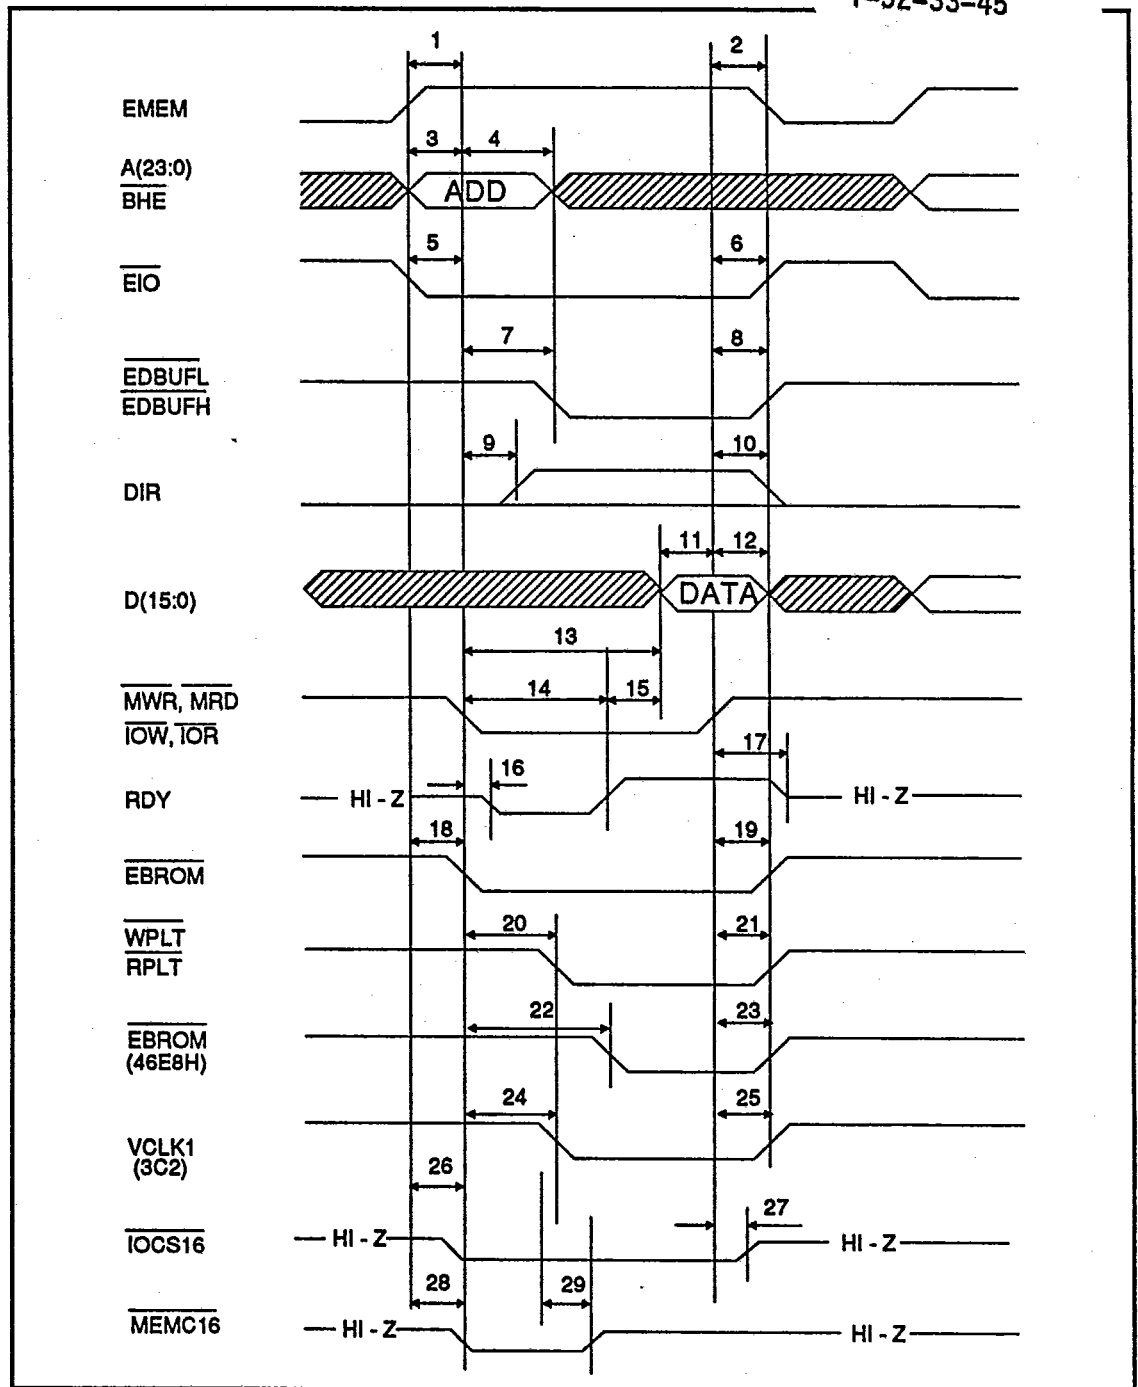 1 2
EMEM
3 4
A(23:0)
BHE
ADD
5 6
EIO
7 8
EDBUFL
EDBUFH
9 10
DIR
11 12
D(15:0)
DATA
13
14 15
MWR, MRD
IOW, IOR
17
16
RDY
HI - Z HI - Z
18 19
EBROM
20 21
WPLT
RPLT
22 23
EBROM
(46E8H)
24 25
VCLK1
(3C2)
26
27
IOCS16
HI - Z HI - Z
28 29
MEMC16
HI - Z HI - Z